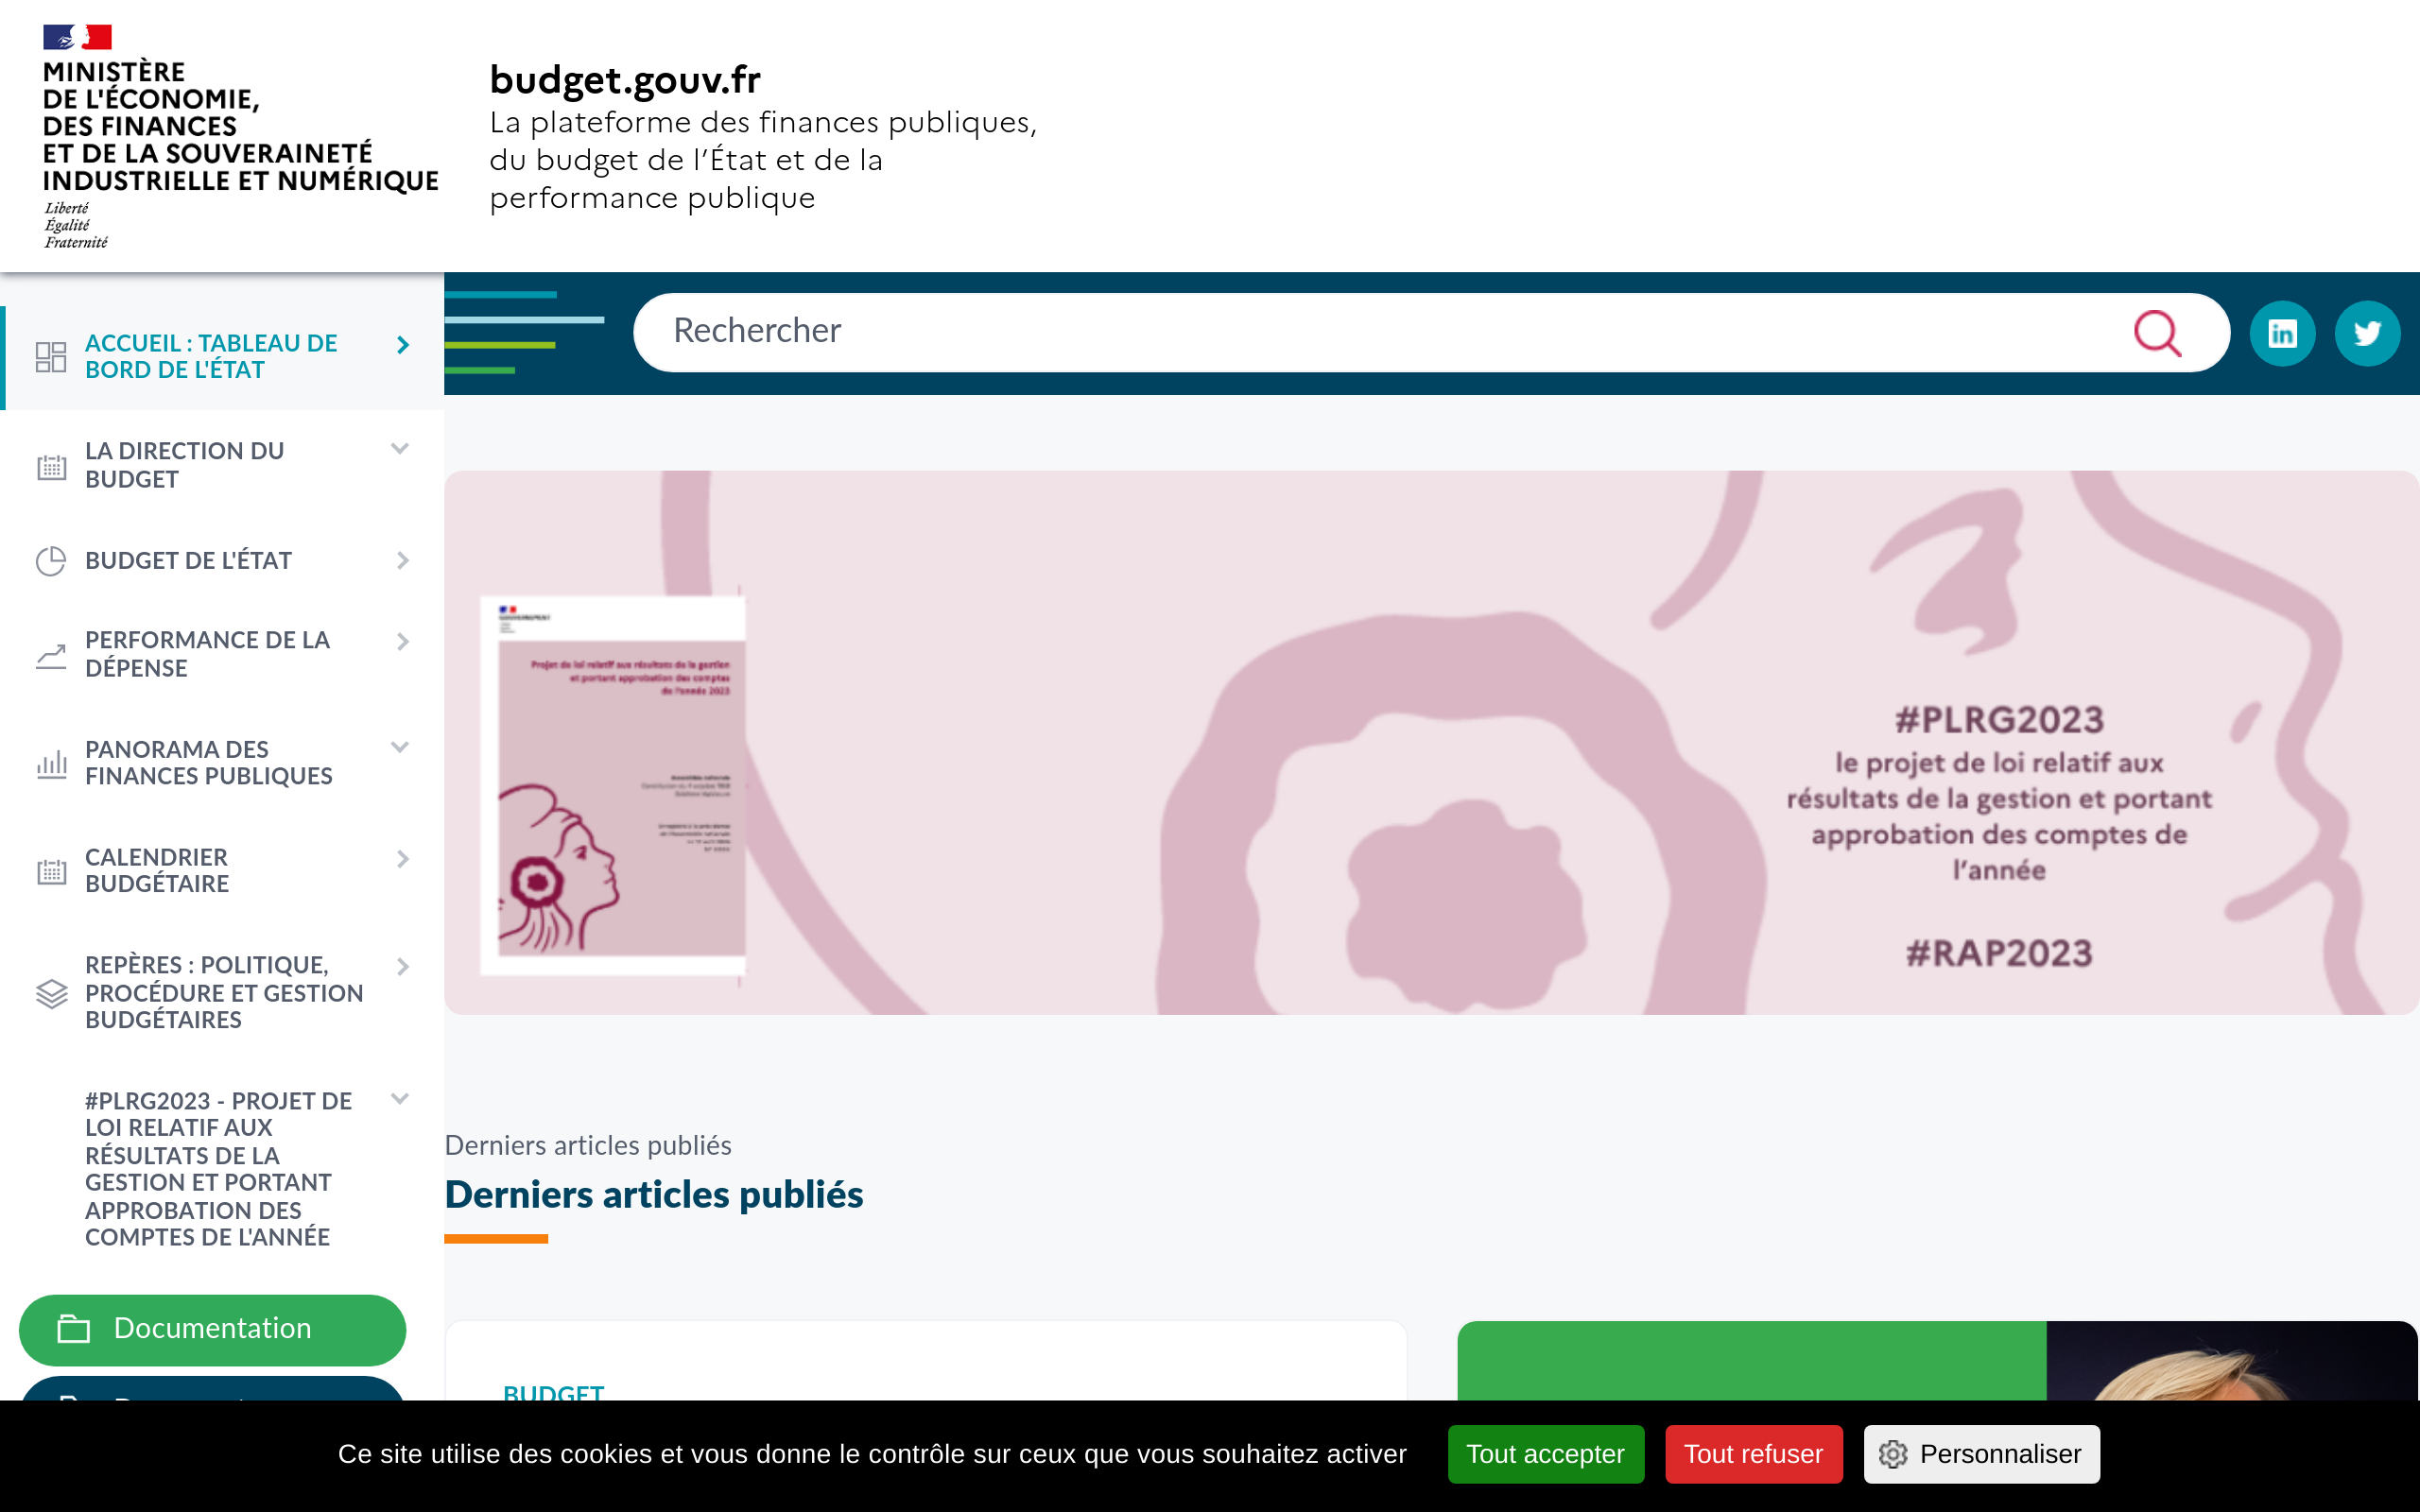 MINISTÈRE
DE L'ÉCONOMIE,
DES FINANCES
ET DE LA SOUVERAINETÉ
INDUSTRIELLE ET NUMÉRIQUE
Liberté
Égalité
Fraternité
budget.gouv.fr
La plateforme des finances publiques,
du budget de l’État et de la
performance publique
Rechercher
ACCUEIL : TABLEAU DE
BORD DE L'ÉTAT
LA DIRECTION DU
BUDGET
BUDGET DE L'ÉTAT
PERFORMANCE DE LA
DÉPENSE
PANORAMA DES
FINANCES PUBLIQUES
CALENDRIER
BUDGÉTAIRE
REPÈRES : POLITIQUE,
PROCÉDURE ET GESTION
BUDGÉTAIRES
#PLRG2023 - PROJET DE
LOI RELATIF AUX
RÉSULTATS DE LA
GESTION ET PORTANT
APPROBATION DES
COMPTES DE L'ANNÉE
Documentation
Projet de loi relatif aux résultats de la gestion
et portant approbation des comptes
de l'année 2023
#PLRG2023
le projet de loi relatif aux
résultats de la gestion et portant
approbation des comptes de
l’année
#RAP2023
Derniers articles publiés
Derniers articles publiés
BUDGET
Ce site utilise des cookies et vous donne le contrôle sur ceux que vous souhaitez activer
Tout accepter
Tout refuser
Personnaliser